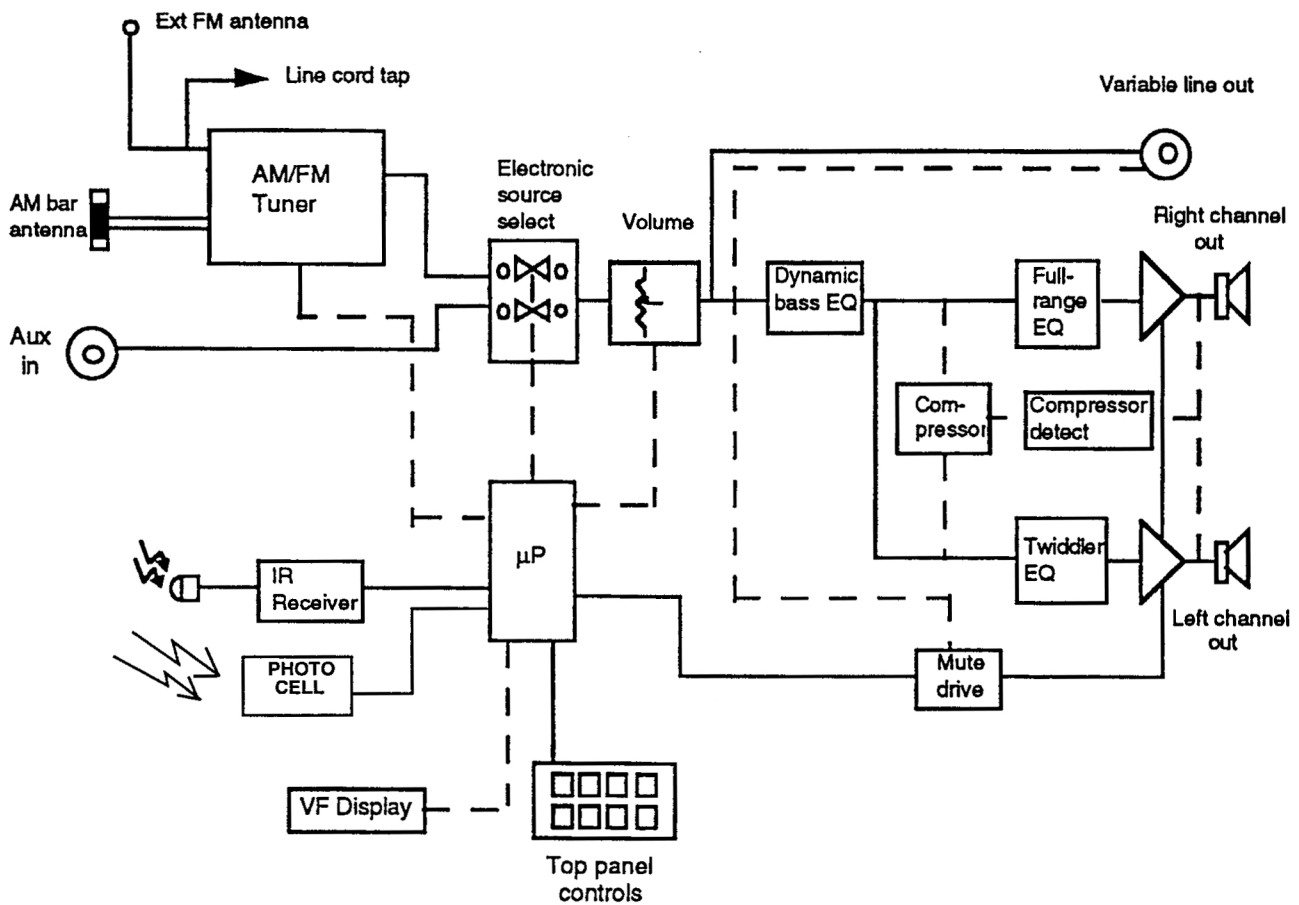 Ext FM antenna
Line cord tap
Variable line out
AM/FM
Tuner
Electronic
source
select
AM bar
antenna
Volume
Right channel
out
Dynamic
bass EQ
Full-
range
EQ
Aux
in
Com-
pressor
Compressor
detect
μP
IR
Receiver
Twiddler
EQ
Left channel
out
PHOTO
CELL
Mute
drive
VF Display
Top panel
controls